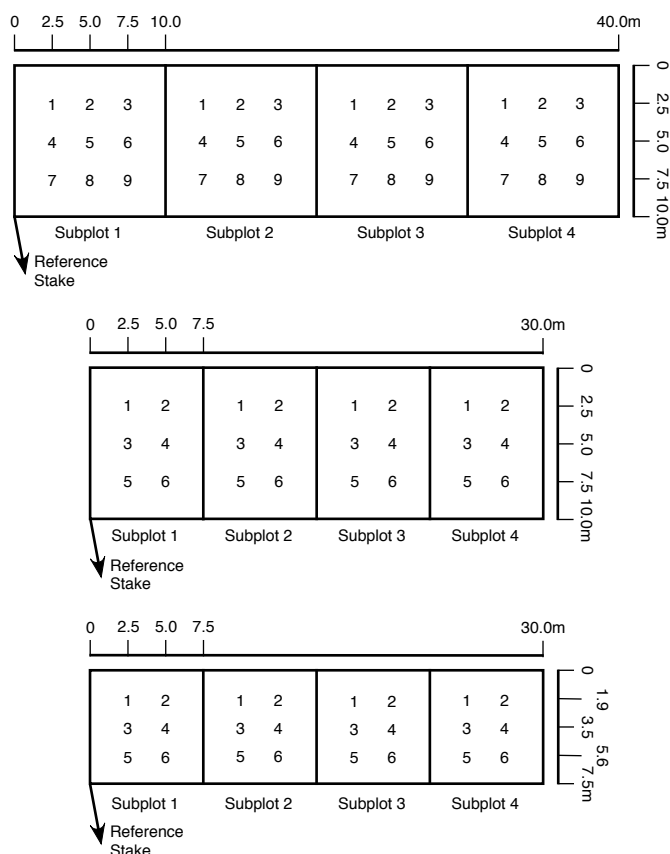 0 2.5 5.0 7.5 10.0 40.0m
0
1 2 3 1 2 3 1 2 3 1 2 3
2.5
4 5 6 4 5 6 4 5 6 4 5 6
5.0
7 8 9 7 8 9 7 8 9 7 8 9
7.5
10.0m
Subplot 1 Subplot 2 Subplot 3 Subplot 4
Reference
Stake
0 2.5 5.0 7.5 30.0m
0
1 2 1 2 1 2 1 2
2.5
3 4 3 4 3 4 3 4
5.0
5 6 5 6 5 6 5 6
7.5
10.0m
Subplot 1 Subplot 2 Subplot 3 Subplot 4
Reference
Stake
0 2.5 5.0 7.5 30.0m
0
1 2 1 2 1 2 1 2
1.9
3 4 3 4 3 4 3 4
3.5
5 6 5 6 5 6 5 6
5.6
7.5m
Subplot 1 Subplot 2 Subplot 3 Subplot 4
Reference
Stake